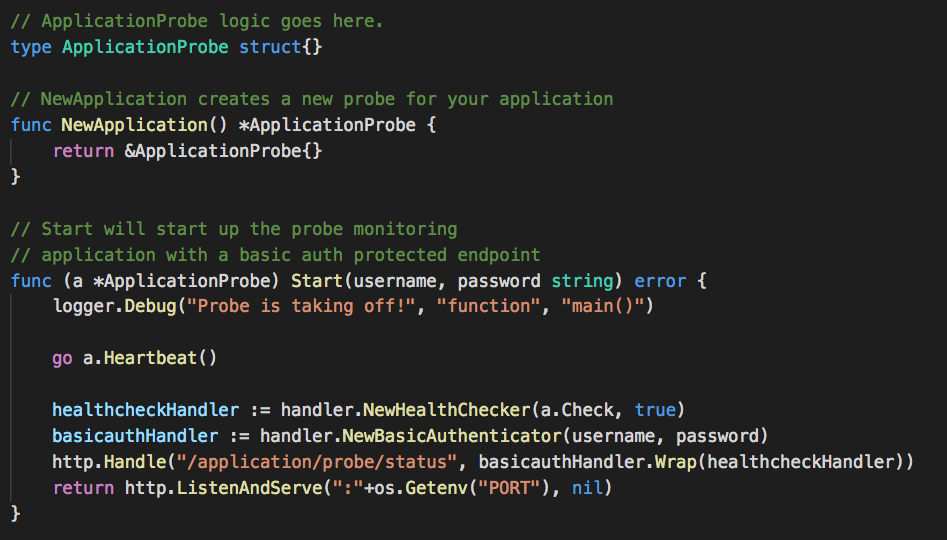 // ApplicationProbe logic goes here.
type ApplicationProbe struct{}
// NewApplication creates a new probe for your application
func NewApplication() *ApplicationProbe {
    return &ApplicationProbe{}
}
// Start will start up the probe monitoring
// application with a basic auth protected endpoint
func (a *ApplicationProbe) Start(username, password string) error {
    logger.Debug("Probe is taking off!", "function", "main()")
    go a.Heartbeat()
    healthcheckHandler := handler.NewHealthChecker(a.Check, true)
    basicauthHandler := handler.NewBasicAuthenticator(username, password)
    http.Handle("/application/probe/status", basicauthHandler.Wrap(healthcheckHandler))
    return http.ListenAndServe(":"+os.Getenv("PORT"), nil)
}